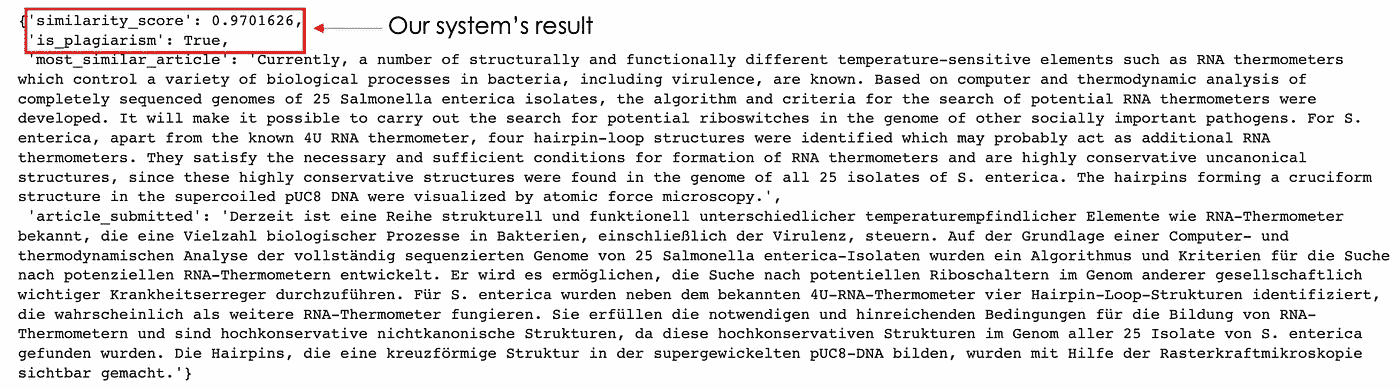 {'similarity_score': 0.9701626,
Our system's result
'is_plagiarism': True,
'most_similar_article': 'Currently, a number of structurally and functionally different temperature-sensitive elements such as RNA thermometers
which control a variety of biological processes in bacteria, including virulence, are known. Based on computer and thermodynamic analysis of
completely sequenced genomes of 25 Salmonella enterica isolates, the algorithm and criteria for the search of potential RNA thermometers were
developed. It will make it possible to carry out the search for potential riboswitches in the genome of other socially important pathogens. For S.
enterica, apart from the known 4U RNA thermometer, four hairpin-loop structures were identified which may probably act as additional RNA
thermometers. They satisfy the necessary and sufficient conditions for formation of RNA thermometers and are highly conservative uncanonical
structures, since these highly conservative structures were found in the genome of all 25 isolates of S. enterica. The hairpins forming a cruciform
structure in the supercoiled pUC8 DNA were visualized by atomic force microscopy.',
'article_submitted': 'Derzeit ist eine Reihe strukturell und funktionell unterschiedlicher temperaturempfindlicher Elemente wie RNA-Thermometer
bekannt, die eine Vielzahl biologischer Prozesse in Bakterien, einschließlich der Virulenz, steuern. Auf der Grundlage einer Computer- und
thermodynamischen Analyse der vollständig sequenzierten Genome von 25 Salmonella enterica-Isolaten wurden ein Algorithmus und Kriterien für die Suche
nach potenziellen RNA-Thermometern entwickelt. Er wird es ermöglichen, die Suche nach potentiellen Riboschaltern im Genom anderer gesellschaftlich
wichtiger Krankheitserreger durchzuführen. Für S. enterica wurden neben dem bekannten 4U-RNA-Thermometer vier Hairpin-Loop-Strukturen identifiziert,
die wahrscheinlich als weitere RNA-Thermometer fungieren. Sie erfüllen die notwendigen und hinreichenden Bedingungen für die Bildung von RNA-
Thermometern und sind hochkonservative nichtkanonische Strukturen, da diese hochkonservativen Strukturen im Genom aller 25 Isolate von S. enterica
gefunden wurden. Die Hairpins, die eine kreuzförmige Struktur in der supergewickelten pUC8-DNA bilden, wurden mit Hilfe der Rasterkraftmikroskopie
sichtbar gemacht.'}